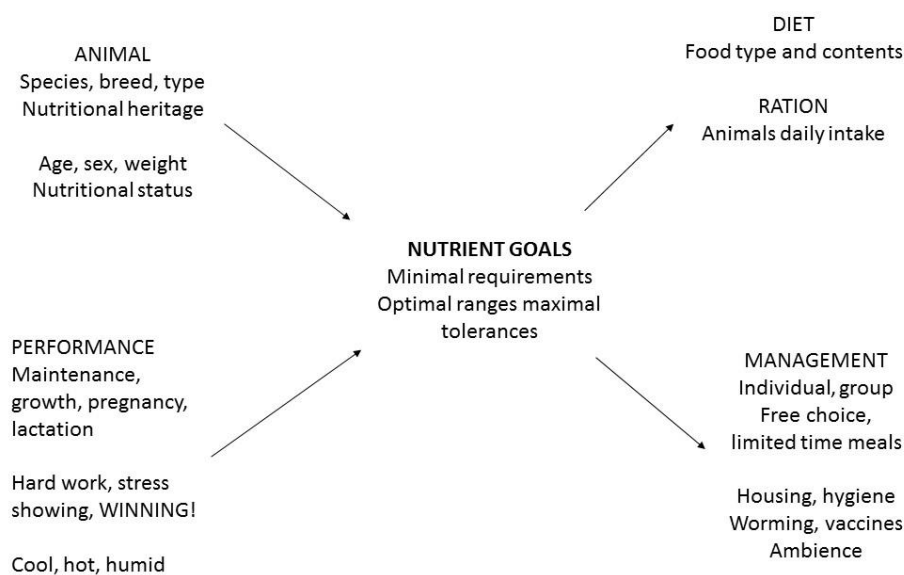 ANIMAL
Species, breed, type
Nutritional heritage
Age, sex, weight
Nutritional status
DIET
Food type and contents
RATION
Animals daily intake
NUTRIENT GOALS
Minimal requirements
Optimal ranges maximal
tolerances
PERFORMANCE
Maintenance,
growth, pregnancy,
lactation
Hard work, stress
showing, WINNING!
Cool, hot, humid
MANAGEMENT
Individual, group
Free choice,
limited time meals
Housing, hygiene
Worming, vaccines
Ambience